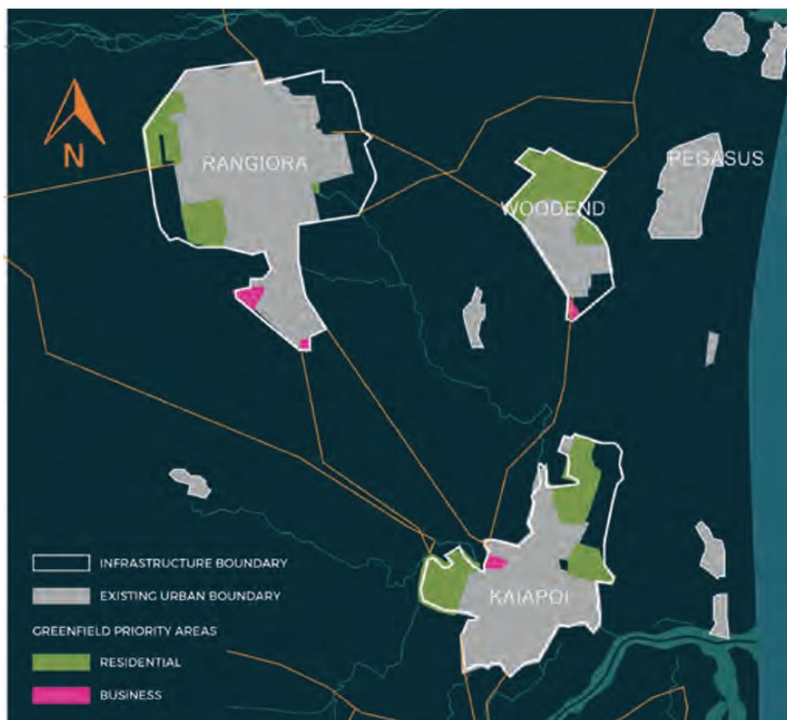 N
RANGIORA
PEGASUS
WOODEND
KAIAPOI
INFRASTRUCTURE BOUNDARY
EXISTING URBAN BOUNDARY
GREENFIELD PRIORITY AREAS
RESIDENTIAL
BUSINESS